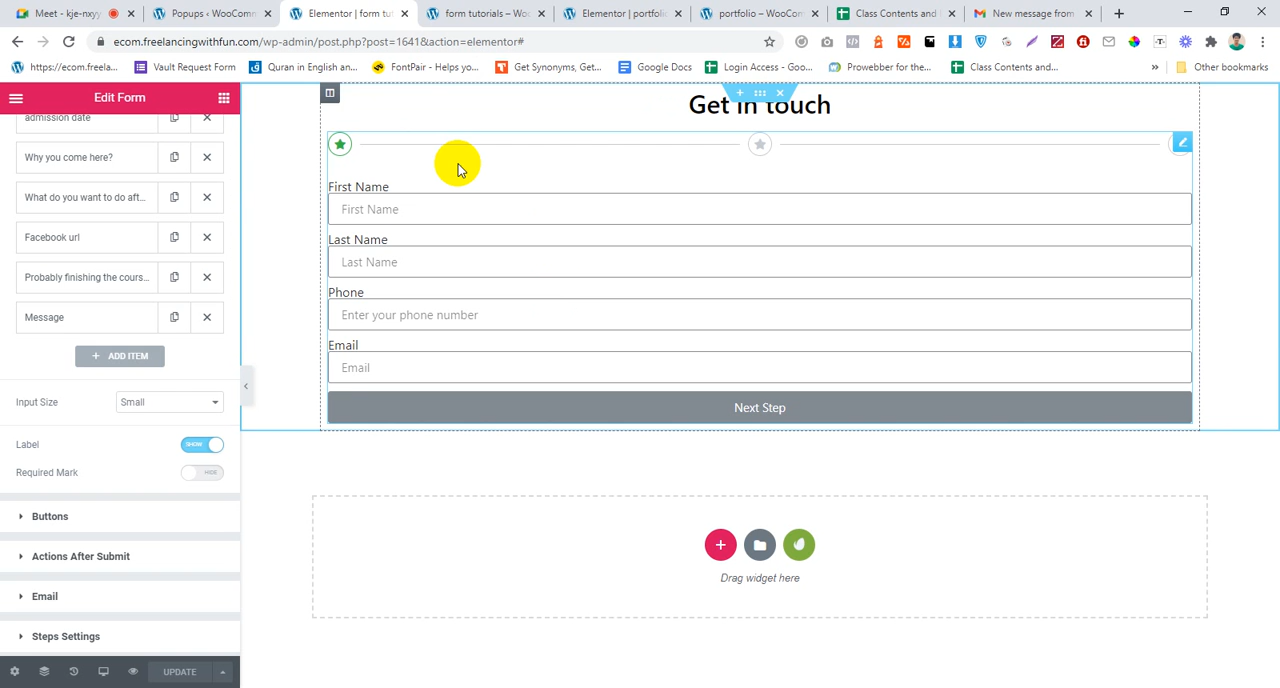 Meet - kje-nxyy
Popups ‹ WooComm
Elementor | form tut
form tutorials – Woo
Elementor | portfolio
portfolio – WooCom
Class Contents and
New message from
ecom.freelancingwithfun.com/wp-admin/post.php?post=1641&action=elementor#
https://ecom.freela...
Vault Request Form
Quran in English an...
FontPair - Helps yo...
Get Synonyms, Get...
Google Docs
Login Access - Goo...
Prowebber for the...
Class Contents and...
»
Other bookmarks
Edit Form
admission date
Why you come here?
What do you want to do aft...
Facebook url
Probably finishing the cours...
Message
+ ADD ITEM
Input Size
Small
Label
SHOW
Required Mark
HIDE
Buttons
Actions After Submit
Email
Steps Settings
UPDATE
Get in touch
First Name
First Name
Last Name
Last Name
Phone
Enter your phone number
Email
Email
Next Step
Drag widget here